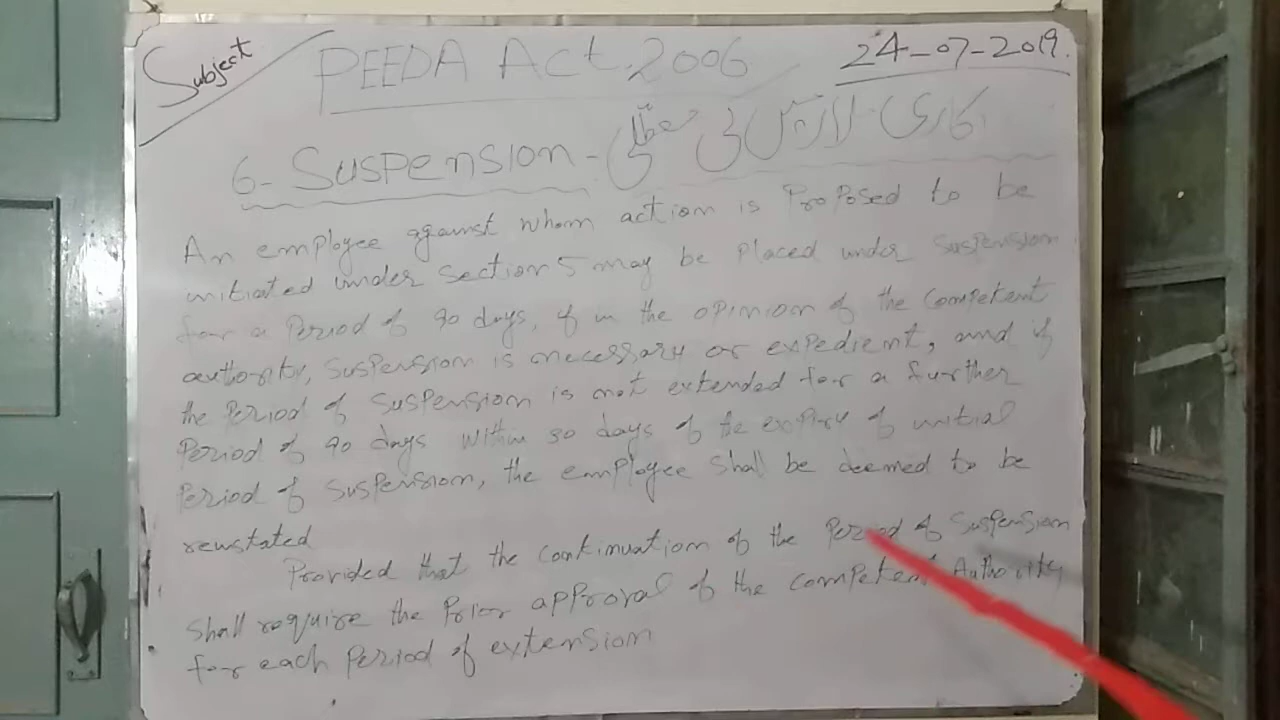 Subject
PEEDA Act. 2006
24-07-2019.
6- Suspension - سرکاری ملازمین کی معطلی
An employee against whom action is Proposed to be
initiated under section 5 may be Placed under suspension
for a Period of 90 days, if in the opinion of the Competent
authority, suspension is necessary or expedient, and if
the Period of suspension is not extended for a further
Period of 90 days within 30 days of the expiry of initial
Period of suspension, the employee shall be deemed to be
reinstated
Provided that the continuation of the Period of Suspension
shall require the Prior approval of the competent Authority
for each Period of extension